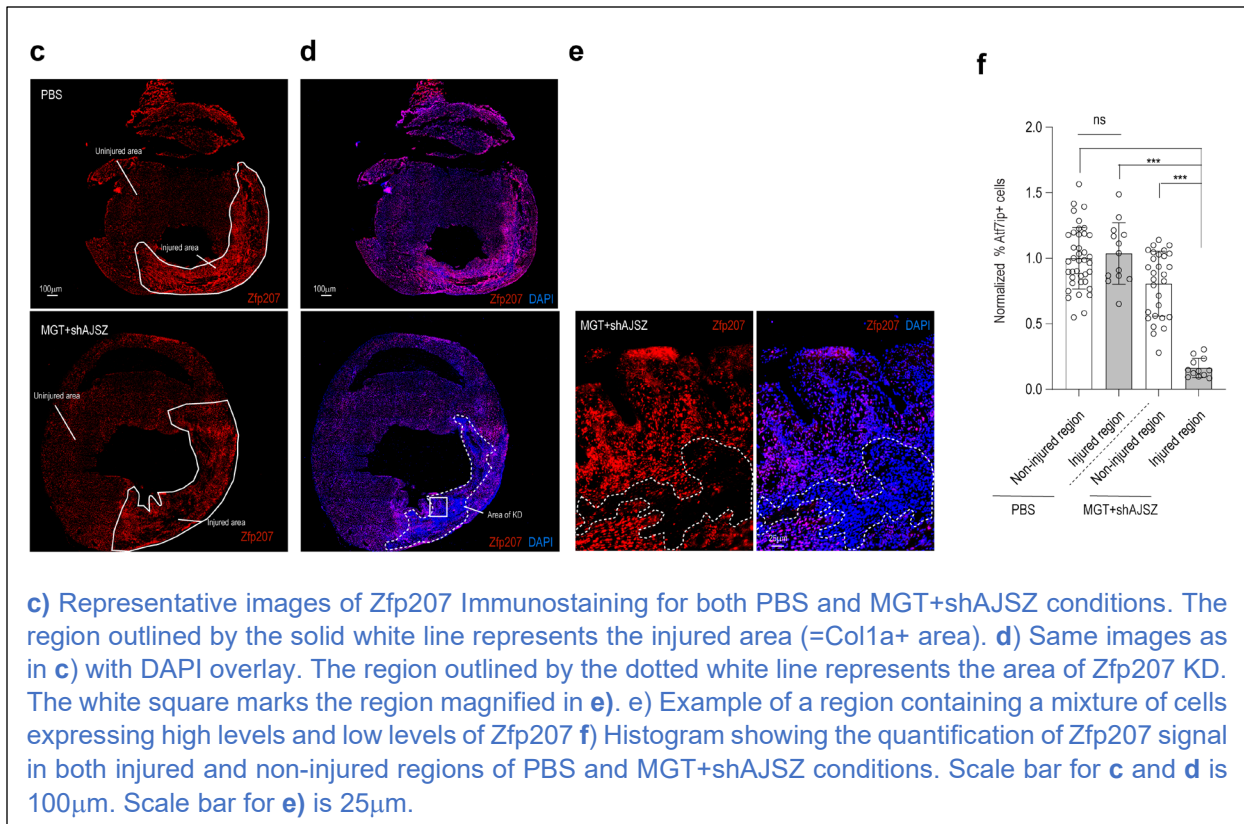 c
d
e
f
PBS
Uninjured area
Injured area
100μm
Zfp207
100μm
Zfp207 DAPI
MGT+shAJSZ
Uninjured area
Injured area
Zfp207
Area of KD
Zfp207 DAPI
MGT+shAJSZ
Zfp207
Zfp207 DAPI
25μm
ns
***
***
Normalized % Atf7ip+ cells
2.0
1.5
1.0
0.5
0.0
Non-injured region
Injured region
Non-injured region
Injured region
PBS
MGT+shAJSZ
c) Representative images of Zfp207 Immunostaining for both PBS and MGT+shAJSZ conditions. The
region outlined by the solid white line represents the injured area (=Col1a+ area). d) Same images as
in c) with DAPI overlay. The region outlined by the dotted white line represents the area of Zfp207 KD.
The white square marks the region magnified in e). e) Example of a region containing a mixture of cells
expressing high levels and low levels of Zfp207 f) Histogram showing the quantification of Zfp207 signal
in both injured and non-injured regions of PBS and MGT+shAJSZ conditions. Scale bar for c and d is
100μm. Scale bar for e) is 25μm.